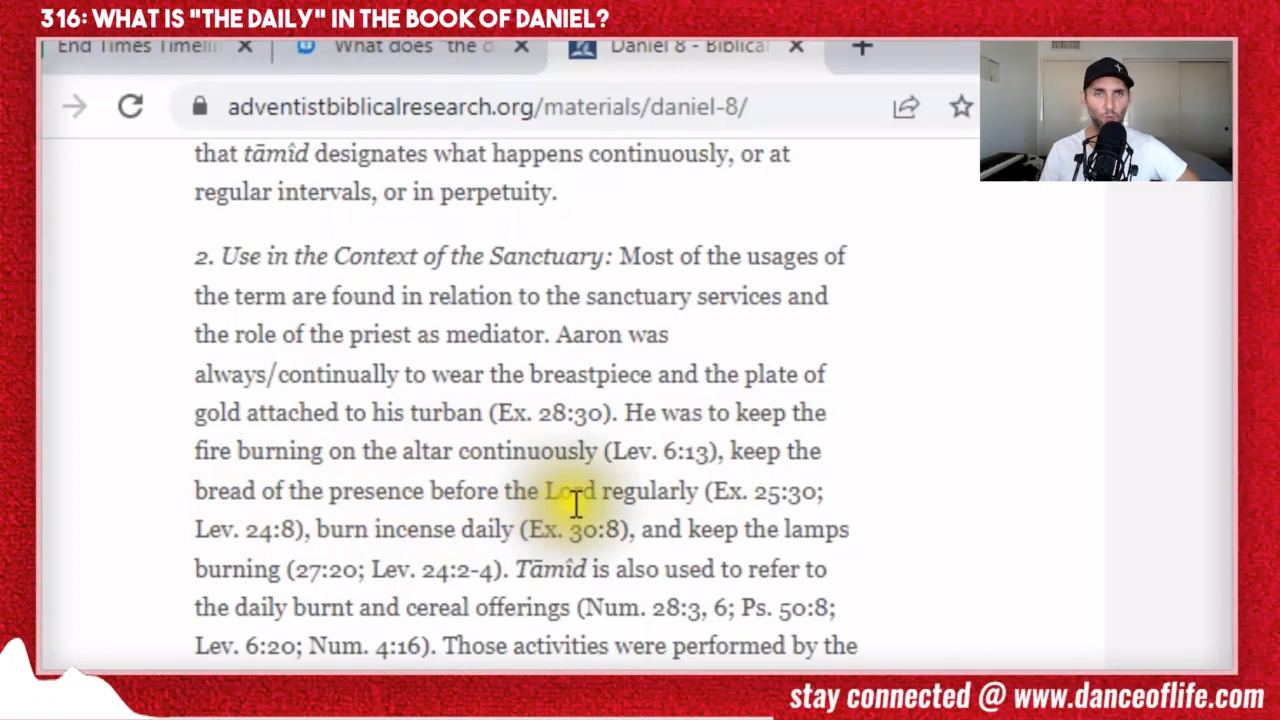 316: WHAT IS "THE DAILY" IN THE BOOK OF DANIEL?
End Times Timeli
What does "the d
Daniel 8 - Biblical
adventistbiblicalresearch.org/materials/daniel-8/
that tāmîd designates what happens continuously, or at
regular intervals, or in perpetuity.
2. Use in the Context of the Sanctuary: Most of the usages of
the term are found in relation to the sanctuary services and
the role of the priest as mediator. Aaron was
always/continually to wear the breastpiece and the plate of
gold attached to his turban (Ex. 28:30). He was to keep the
fire burning on the altar continuously (Lev. 6:13), keep the
bread of the presence before the Lord regularly (Ex. 25:30;
Lev. 24:8), burn incense daily (Ex. 30:8), and keep the lamps
burning (27:20; Lev. 24:2-4). Tāmîd is also used to refer to
the daily burnt and cereal offerings (Num. 28:3, 6; Ps. 50:8;
Lev. 6:20; Num. 4:16). Those activities were performed by the
stay connected @ www.danceoflife.com